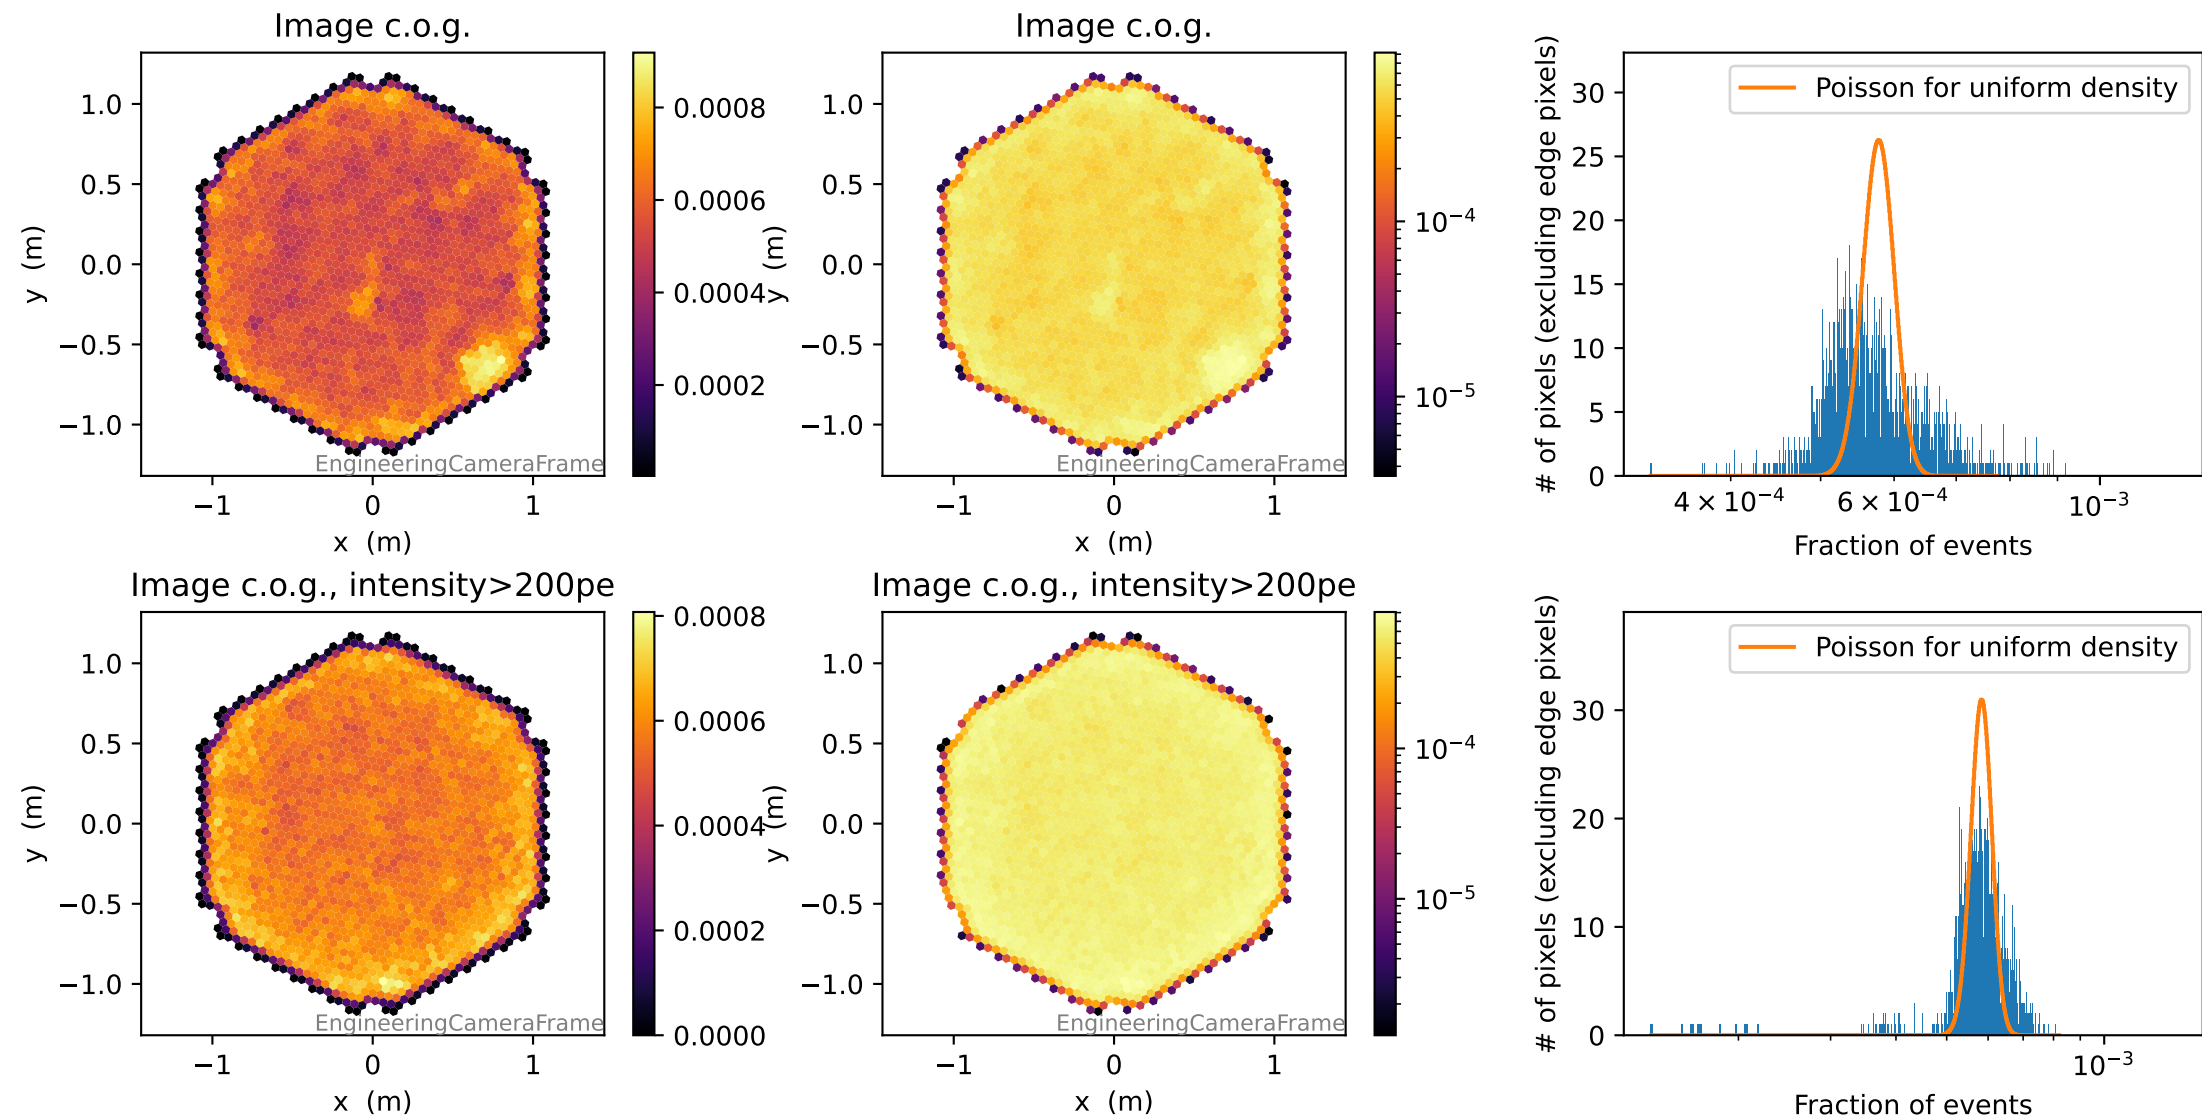 Image c.o.g.
1.0
0.5
0.0
−0.5
−1.0
y (m)
−1 0 1
x (m)
EngineeringCameraFrame
0.0008
0.0006
0.0004
0.0002
Image c.o.g.
1.0
0.5
0.0
−0.5
−1.0
y (m)
−1 0 1
x (m)
EngineeringCameraFrame
10⁻⁴
10⁻⁵
# of pixels (excluding edge pixels)
30
25
20
15
10
5
0
Poisson for uniform density
4 × 10⁻⁴ 6 × 10⁻⁴ 10⁻³
Fraction of events
Image c.o.g., intensity>200pe
1.0
0.5
0.0
−0.5
−1.0
y (m)
−1 0 1
x (m)
EngineeringCameraFrame
0.0008
0.0006
0.0004
0.0002
0.0000
Image c.o.g., intensity>200pe
1.0
0.5
0.0
−0.5
−1.0
y (m)
−1 0 1
x (m)
EngineeringCameraFrame
10⁻⁴
10⁻⁵
# of pixels (excluding edge pixels)
30
20
10
0
Poisson for uniform density
10⁻³
Fraction of events